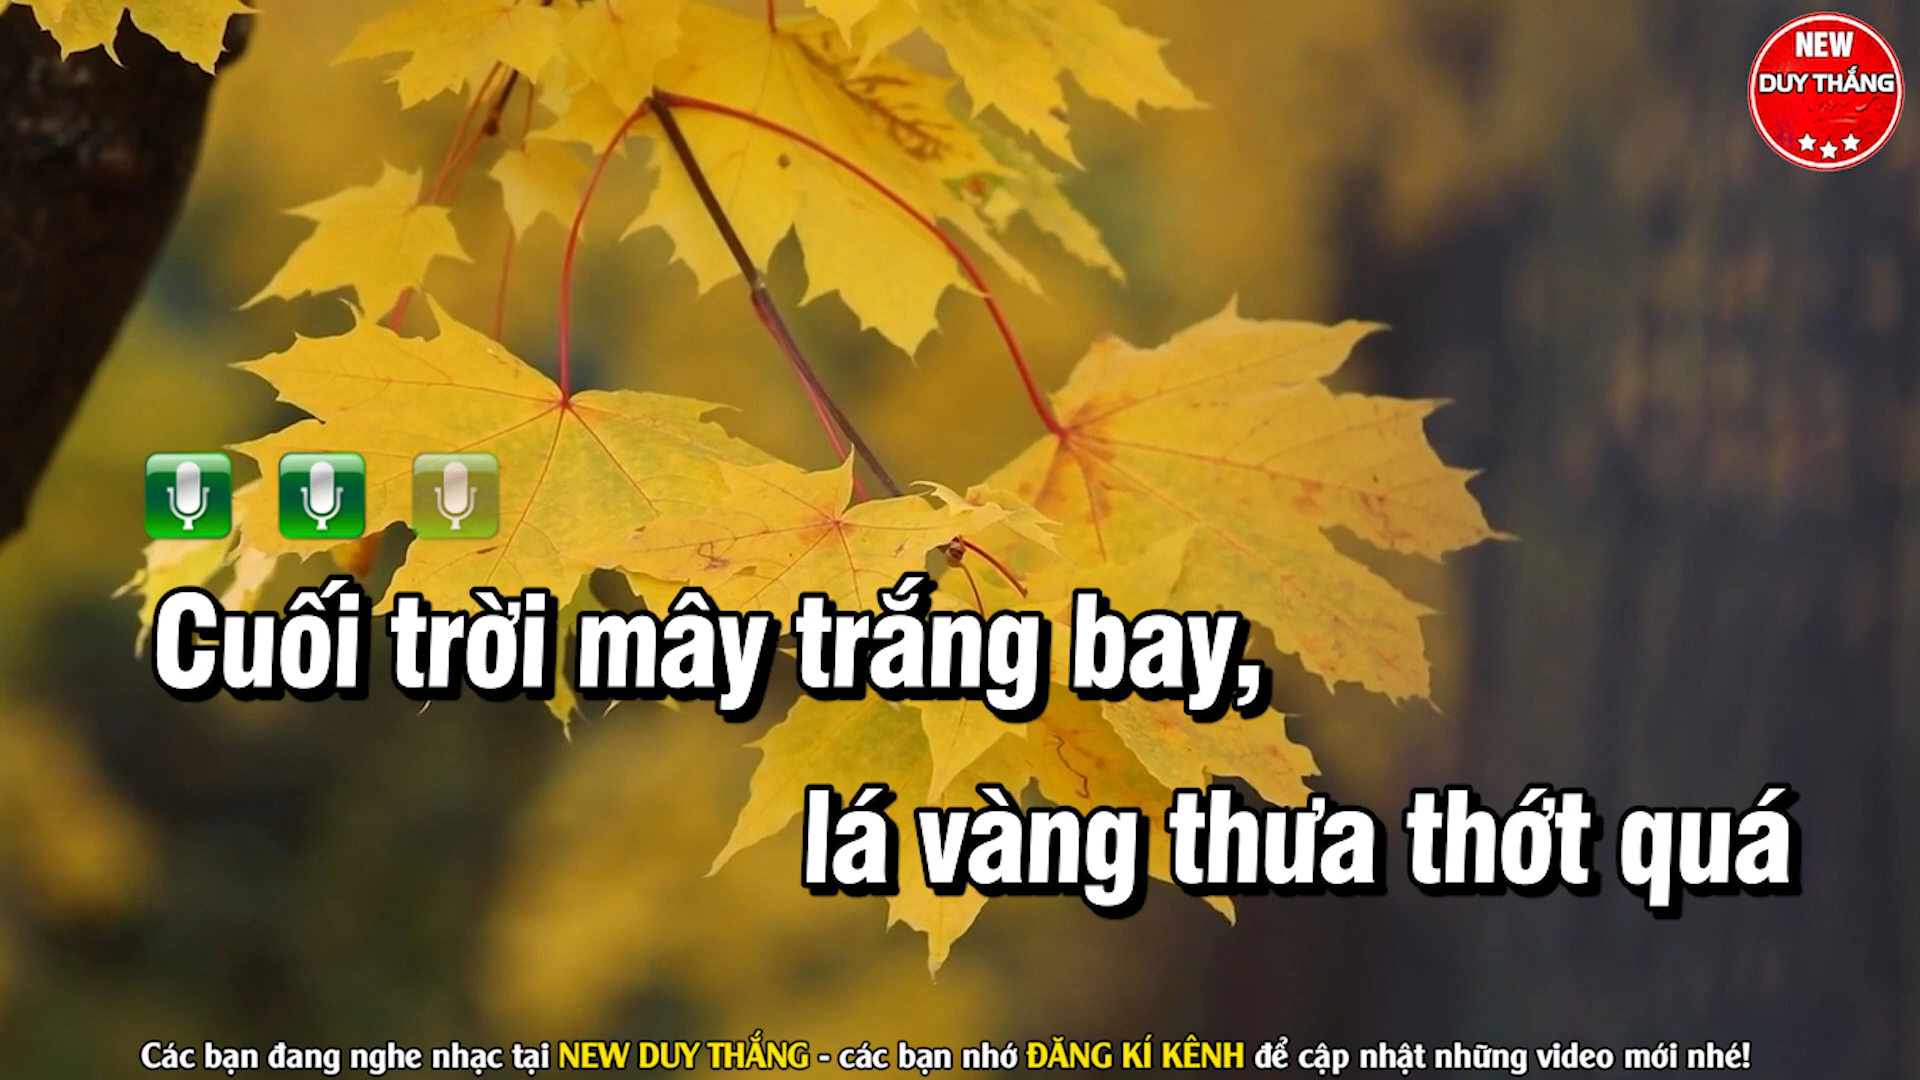 NEW
DUY THẮNG
Cuối trời mây trắng bay,
lá vàng thưa thớt quá
Các bạn đang nghe nhạc tại NEW DUY THẮNG - các bạn nhớ ĐĂNG KÍ KÊNH để cập nhật những video mới nhé!